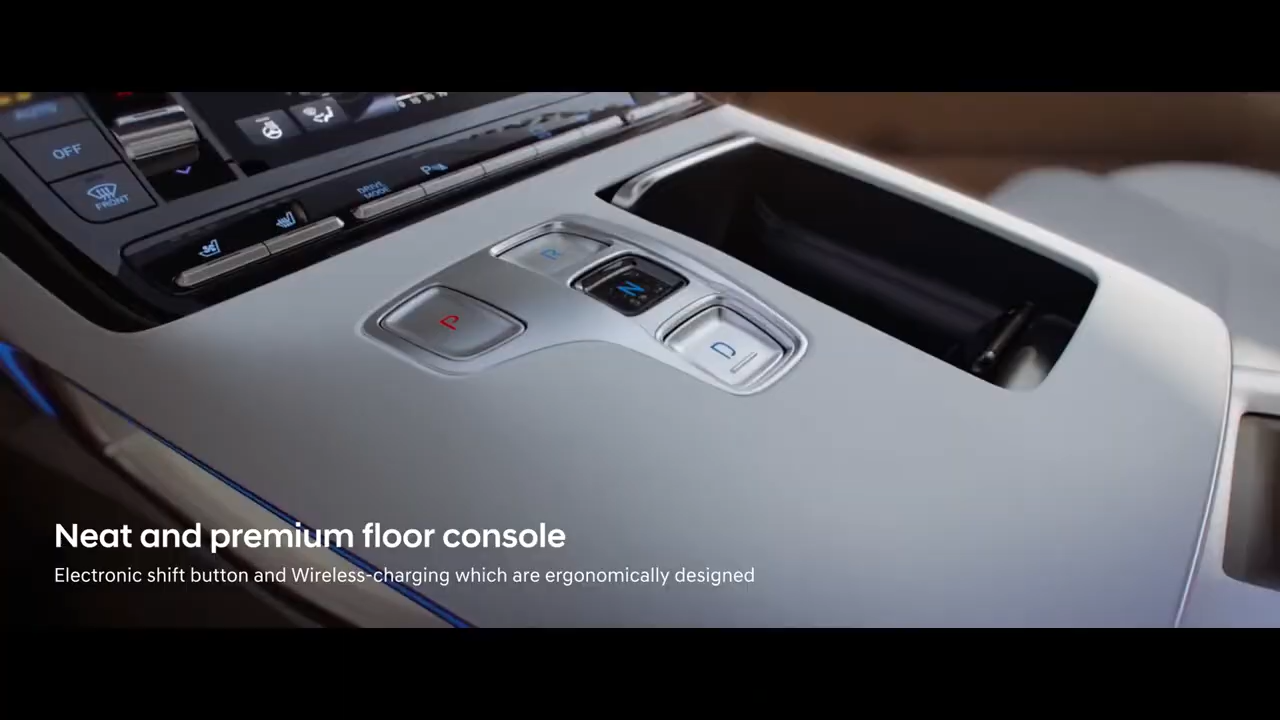 AUTO
OFF
FRONT
DRIVE
MODE
P
R
N
P
D
Neat and premium floor console
Electronic shift button and Wireless-charging which are ergonomically designed